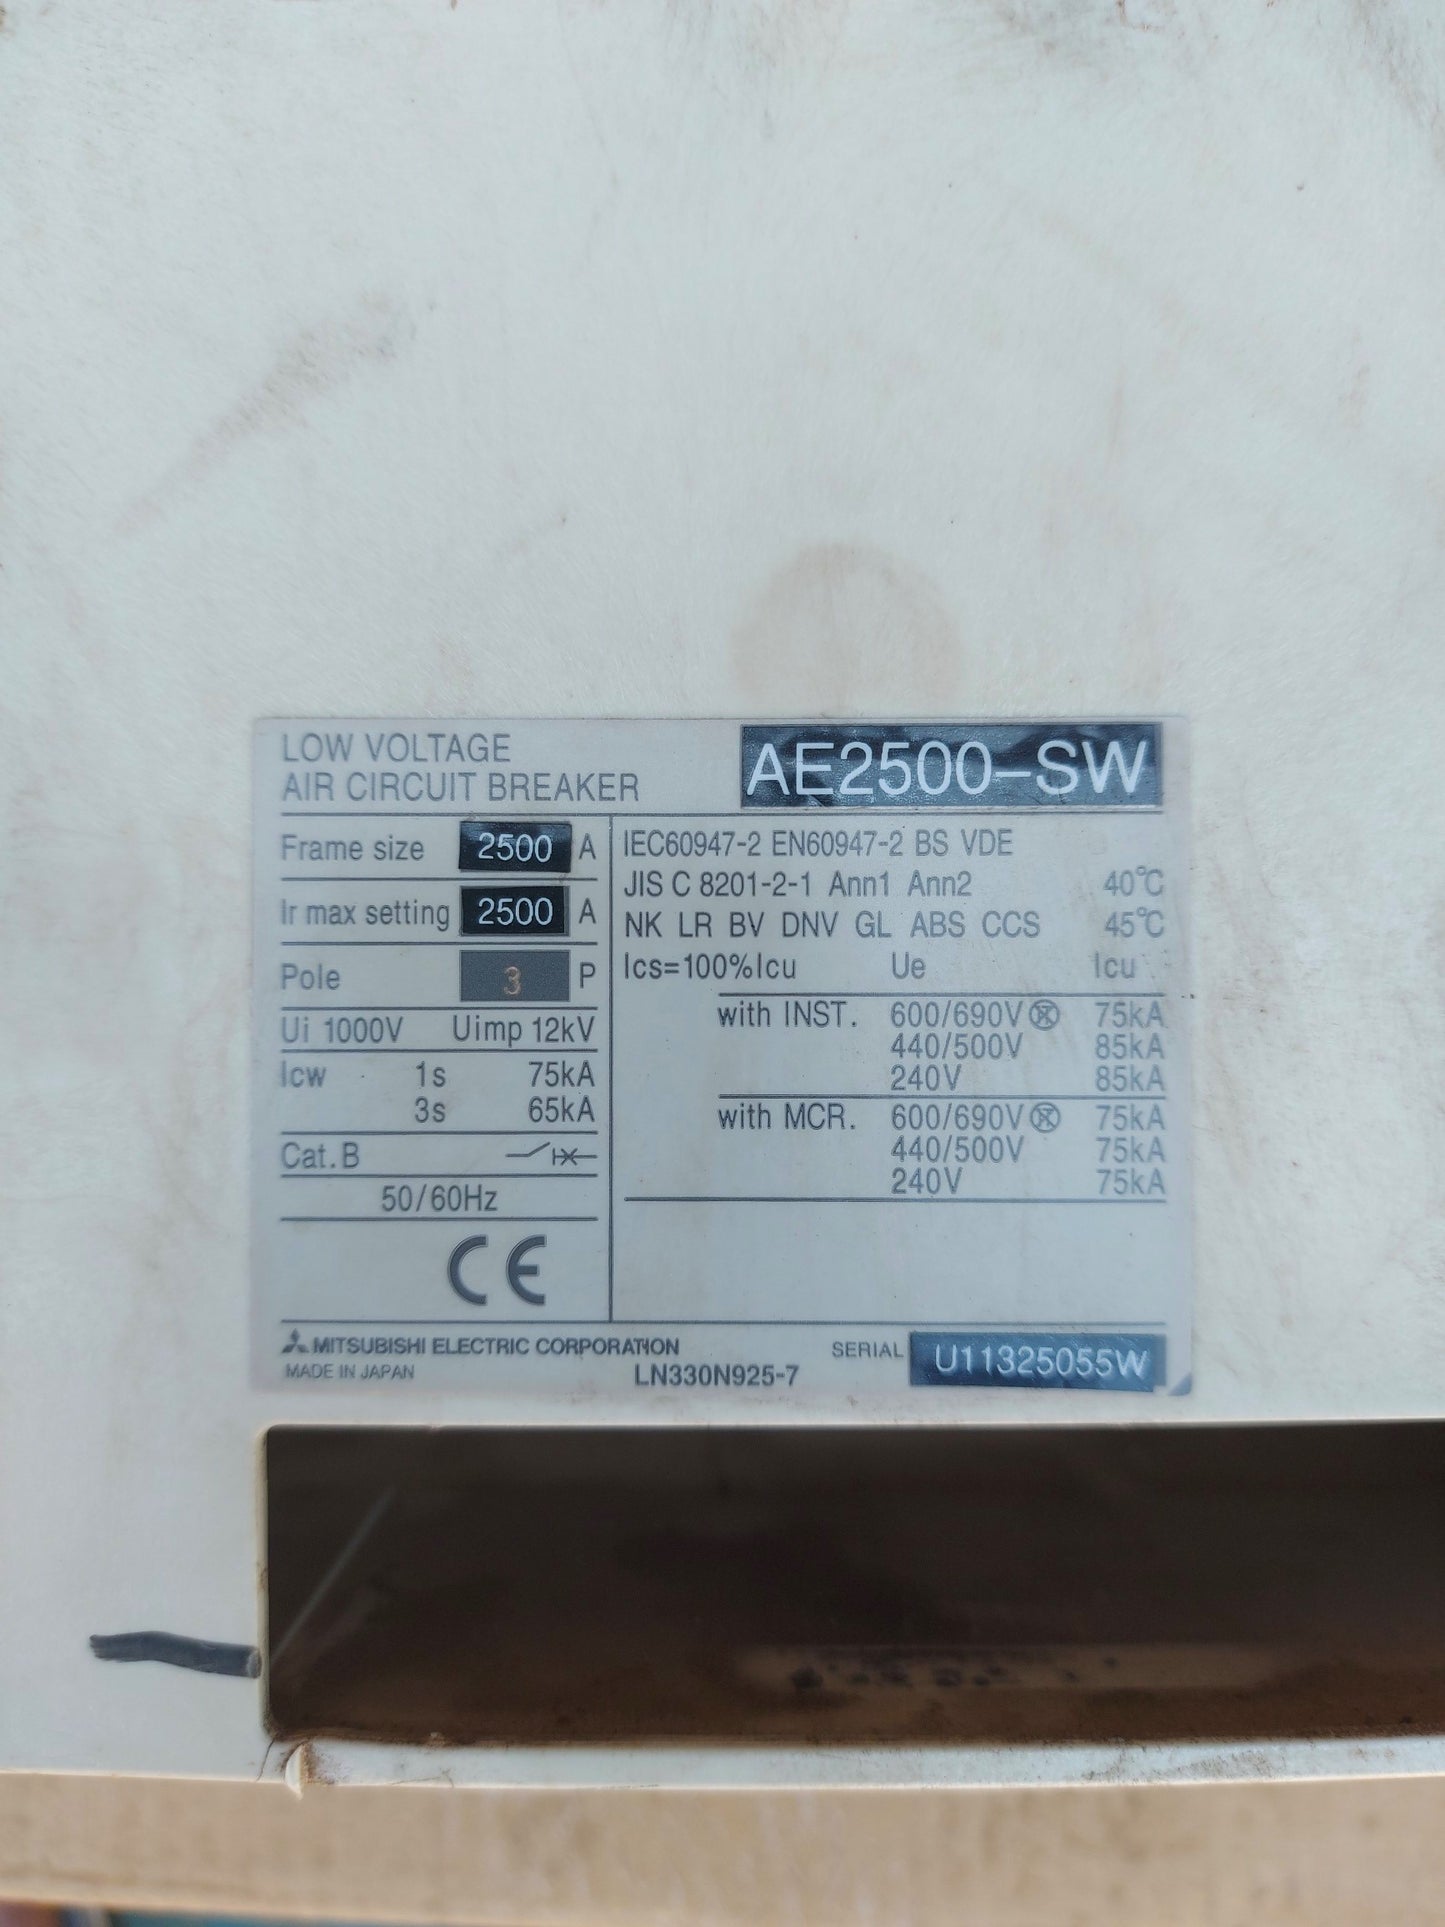 LOW VOLTAGE
AIR CIRCUIT BREAKER
AE2500-SW
Frame size 2500 A
Ir max setting 2500 A
Pole 3 P
Ui 1000V Uimp 12kV
Icw 1s 75kA
3s 65kA
Cat.B
50/60Hz
CE
IEC60947-2 EN60947-2 BS VDE
JIS C 8201-2-1 Ann1 Ann2 40℃
NK LR BV DNV GL ABS CCS 45℃
Ics=100%Icu Ue Icu
with INST. 600/690V 75kA
440/500V 85kA
240V 85kA
with MCR. 600/690V 75kA
440/500V 75kA
240V 75kA
MITSUBISHI ELECTRIC CORPORATION
MADE IN JAPAN
LN330N925-7
SERIAL U11325055W